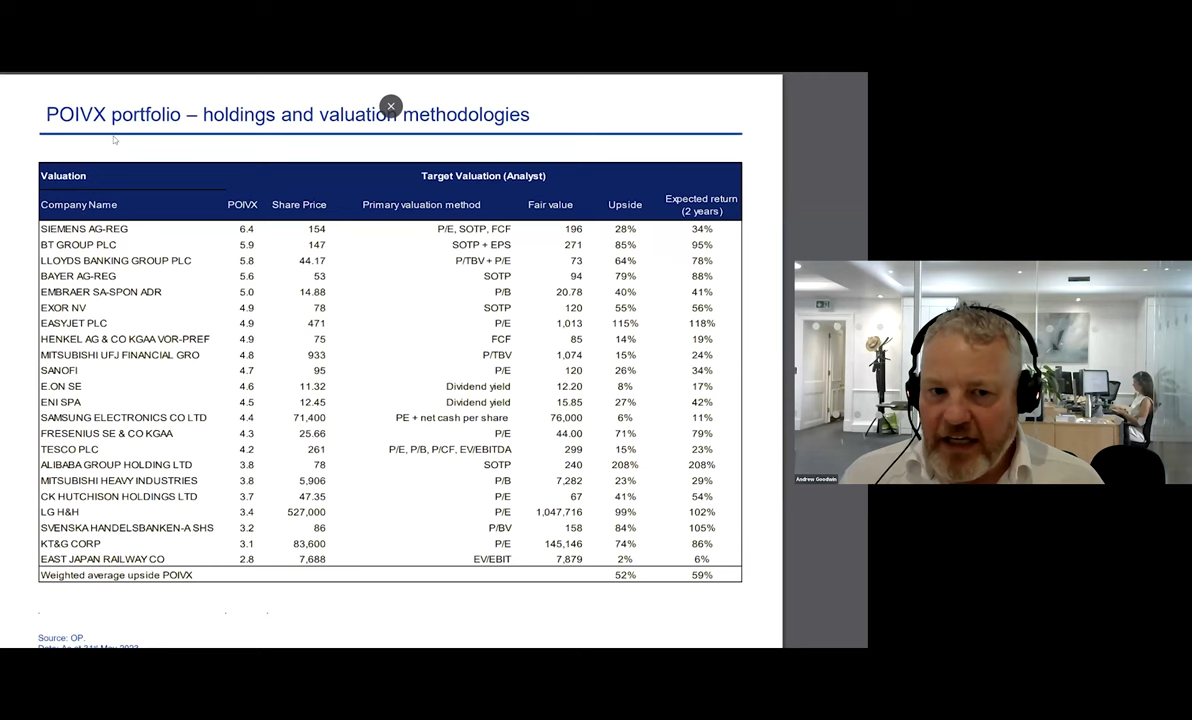 POIVX portfolio – holdings and valuation methodologies
Valuation Target Valuation (Analyst)
Company Name POIVX Share Price Primary valuation method Fair value Upside Expected return (2 years)
SIEMENS AG-REG 6.4 154 P/E, SOTP, FCF 196 28% 34%
BT GROUP PLC 5.9 147 SOTP + EPS 271 85% 95%
LLOYDS BANKING GROUP PLC 5.8 44.17 P/TBV + P/E 73 64% 78%
BAYER AG-REG 5.6 53 SOTP 94 79% 88%
EMBRAER SA-SPON ADR 5.0 14.88 P/B 20.78 40% 41%
EXOR NV 4.9 78 SOTP 120 55% 56%
EASYJET PLC 4.9 471 P/E 1,013 115% 118%
HENKEL AG & CO KGAA VOR-PREF 4.9 75 FCF 85 14% 19%
MITSUBISHI UFJ FINANCIAL GRO 4.8 933 P/TBV 1,074 15% 24%
SANOFI 4.7 95 P/E 120 26% 34%
E.ON SE 4.6 11.32 Dividend yield 12.20 8% 17%
ENI SPA 4.5 12.45 Dividend yield 15.85 27% 42%
SAMSUNG ELECTRONICS CO LTD 4.4 71,400 PE + net cash per share 76,000 6% 11%
FRESENIUS SE & CO KGAA 4.3 25.66 P/E 44.00 71% 79%
TESCO PLC 4.2 261 P/E, P/B, P/CF, EV/EBITDA 299 15% 23%
ALIBABA GROUP HOLDING LTD 3.8 78 SOTP 240 208% 208%
MITSUBISHI HEAVY INDUSTRIES 3.8 5,906 P/B 7,282 23% 29%
CK HUTCHISON HOLDINGS LTD 3.7 47.35 P/E 67 41% 54%
LG H&H 3.4 527,000 P/E 1,047,716 99% 102%
SVENSKA HANDELSBANKEN-A SHS 3.2 86 P/BV 158 84% 105%
KT&G CORP 3.1 83,600 P/E 145,146 74% 86%
EAST JAPAN RAILWAY CO 2.8 7,688 EV/EBIT 7,879 2% 6%
Weighted average upside POIVX 52% 59%
Source: OP.
Data: As at 31st May 2023
Andrew Goodwin